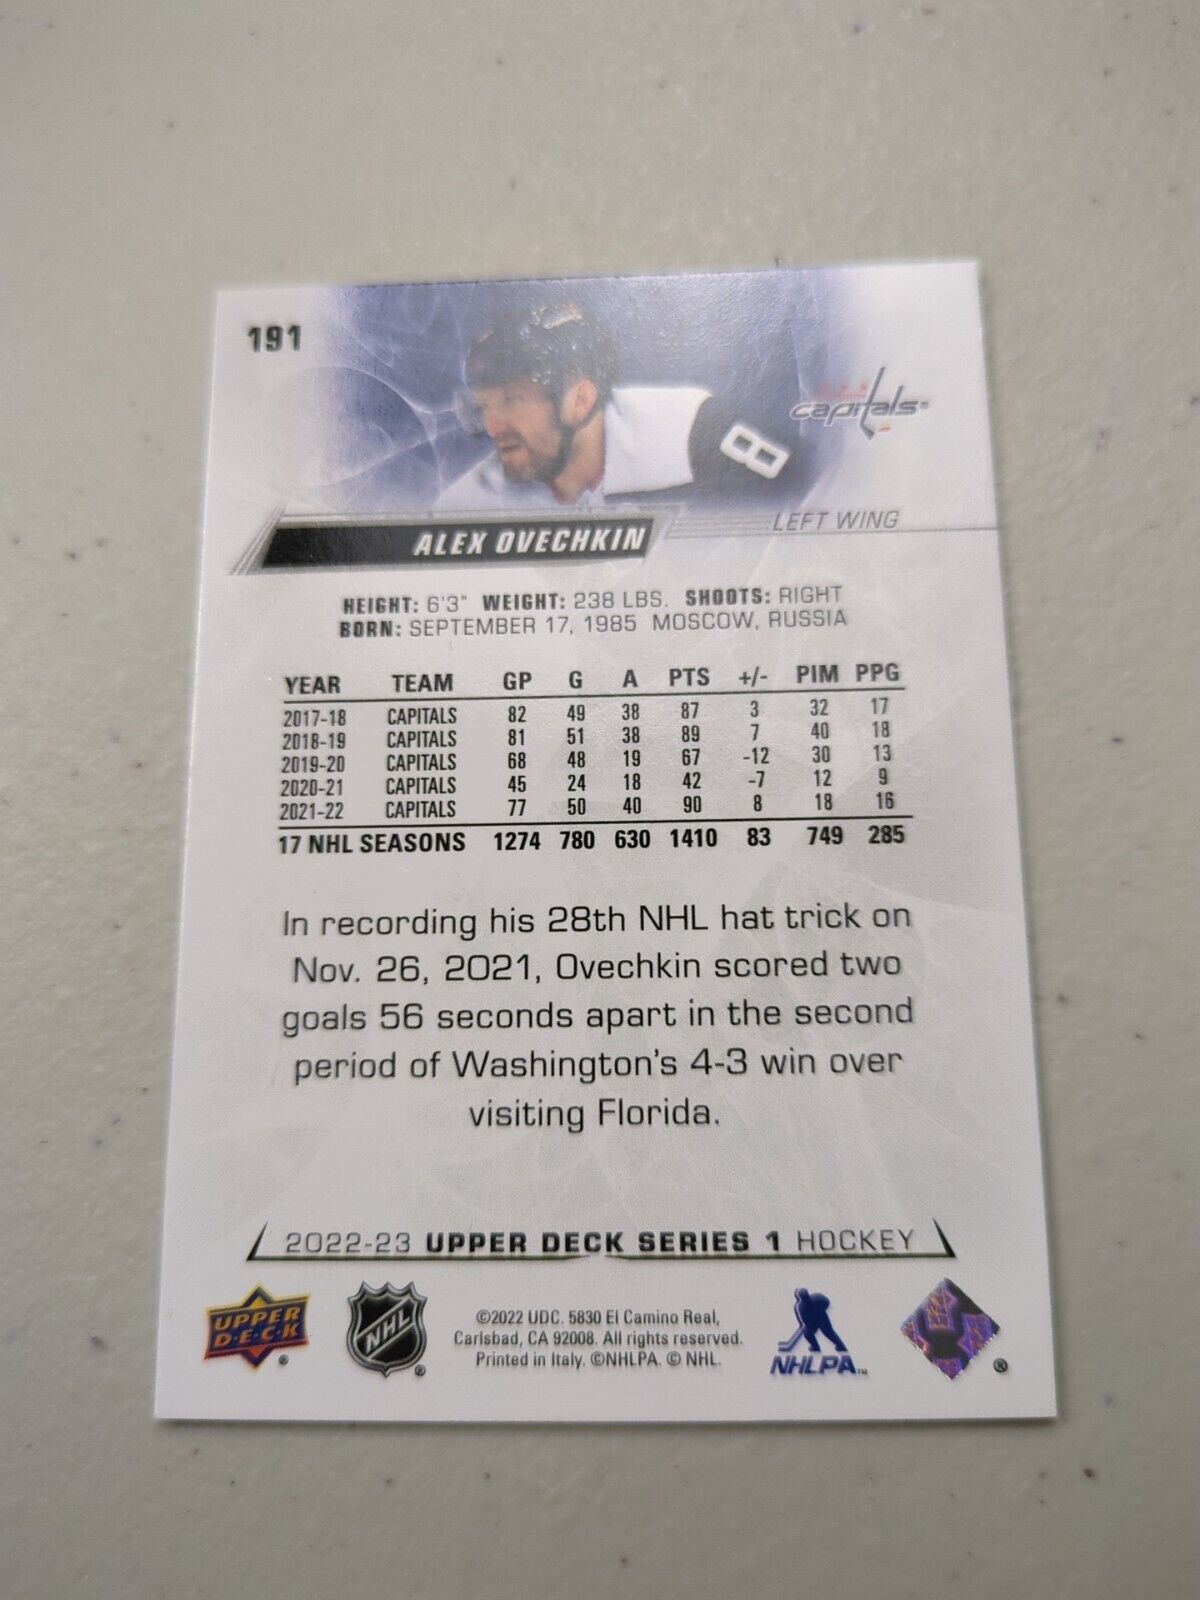 191
8
capitals®
LEFT WING
ALEX OVECHKIN
HEIGHT: 6'3" WEIGHT: 238 LBS. SHOOTS: RIGHT
BORN: SEPTEMBER 17, 1985 MOSCOW, RUSSIA
YEAR TEAM GP G A PTS +/- PIM PPG
2017-18 CAPITALS 82 49 38 87 3 32 17
2018-19 CAPITALS 81 51 38 89 7 40 18
2019-20 CAPITALS 68 48 19 67 -12 30 13
2020-21 CAPITALS 45 24 18 42 -7 12 9
2021-22 CAPITALS 77 50 40 90 8 18 16
17 NHL SEASONS 1274 780 630 1410 83 749 285
In recording his 28th NHL hat trick on
Nov. 26, 2021, Ovechkin scored two
goals 56 seconds apart in the second
period of Washington's 4-3 win over
visiting Florida.
2022-23 UPPER DECK SERIES 1 HOCKEY
UPPER DECK®
NHL®
©2022 UDC. 5830 El Camino Real,
Carlsbad, CA 92008. All rights reserved.
Printed in Italy. ©NHLPA. © NHL.
NHLPA™
®